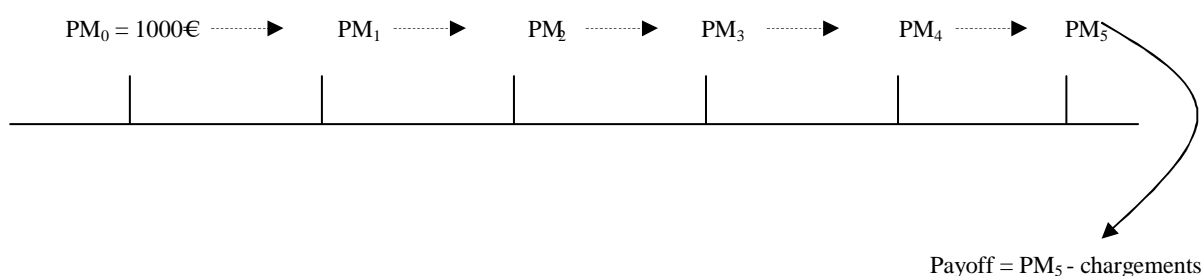 PM₀ = 1000€ PM₁ PM₂ PM₃ PM₄ PM₅
Payoff = PM₅ - chargements